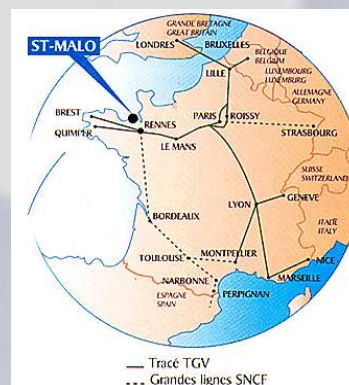 GRANDE BRETAGNE
GREAT BRITAIN
LONDRES
BRUXELLES
ST-MALO
BELGIQUE
BELGIUM
LILLE
LUXEMBOURG
LUXEMBURG
ALLEMAGNE
GERMANY
BREST
RENNES
PARIS
ROISSY
QUIMPER
STRASBOURG
LE MANS
SUISSE
SWITZERLAND
LYON
GENEVE
BORDEAUX
ITALIE
ITALY
TOULOUSE
MONTPELLIER
NICE
NARBONNE
MARSEILLE
ESPAGNE
SPAIN
PERPIGNAN
Tracé TGV
Grandes lignes SNCF